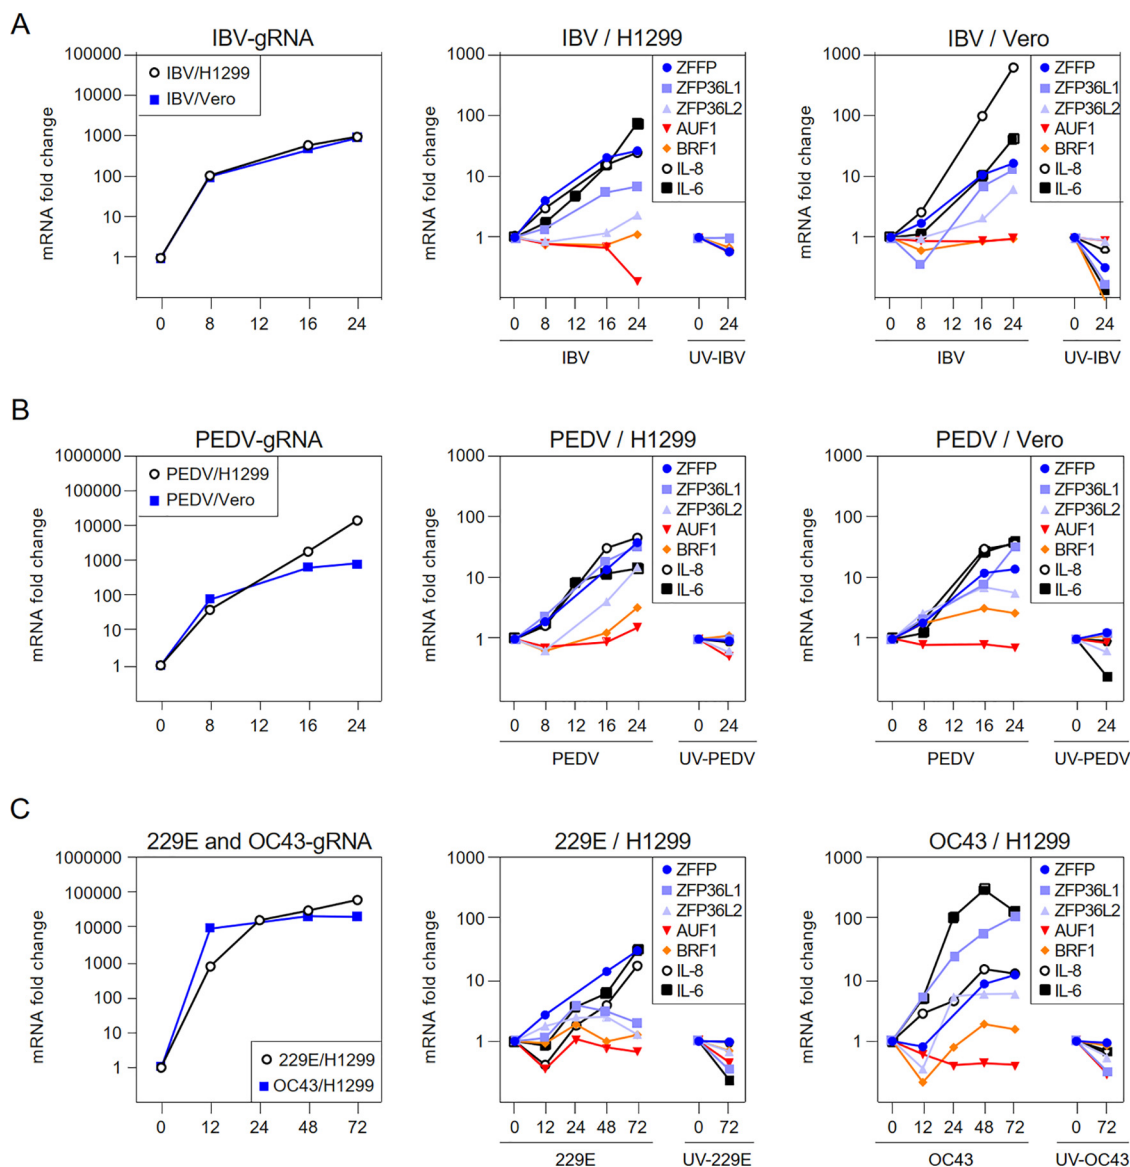 A
IBV-gRNA
IBV / H1299
IBV / Vero
mRNA fold change
100000
10000
1000
100
10
1
IBV/H1299
IBV/Vero
0 8 12 16 24
mRNA fold change
1000
100
10
1
ZFFP
ZFP36L1
ZFP36L2
AUF1
BRF1
IL-8
IL-6
0 8 12 16 24 0 24
IBV UV-IBV
mRNA fold change
1000
100
10
1
ZFFP
ZFP36L1
ZFP36L2
AUF1
BRF1
IL-8
IL-6
0 8 12 16 24 0 24
IBV UV-IBV
B
PEDV-gRNA
PEDV / H1299
PEDV / Vero
mRNA fold change
1000000
100000
10000
1000
100
10
1
PEDV/H1299
PEDV/Vero
0 8 12 16 24
mRNA fold change
1000
100
10
1
ZFFP
ZFP36L1
ZFP36L2
AUF1
BRF1
IL-8
IL-6
0 8 12 16 24 0 24
PEDV UV-PEDV
mRNA fold change
1000
100
10
1
ZFFP
ZFP36L1
ZFP36L2
AUF1
BRF1
IL-8
IL-6
0 8 12 16 24 0 24
PEDV UV-PEDV
C
229E and OC43-gRNA
229E / H1299
OC43 / H1299
mRNA fold change
1000000
100000
10000
1000
100
10
1
229E/H1299
OC43/H1299
0 12 24 48 72
mRNA fold change
1000
100
10
1
ZFFP
ZFP36L1
ZFP36L2
AUF1
BRF1
IL-8
IL-6
0 12 24 48 72 0 72
229E UV-229E
mRNA fold change
1000
100
10
1
ZFFP
ZFP36L1
ZFP36L2
AUF1
BRF1
IL-8
IL-6
0 12 24 48 72 0 72
OC43 UV-OC43